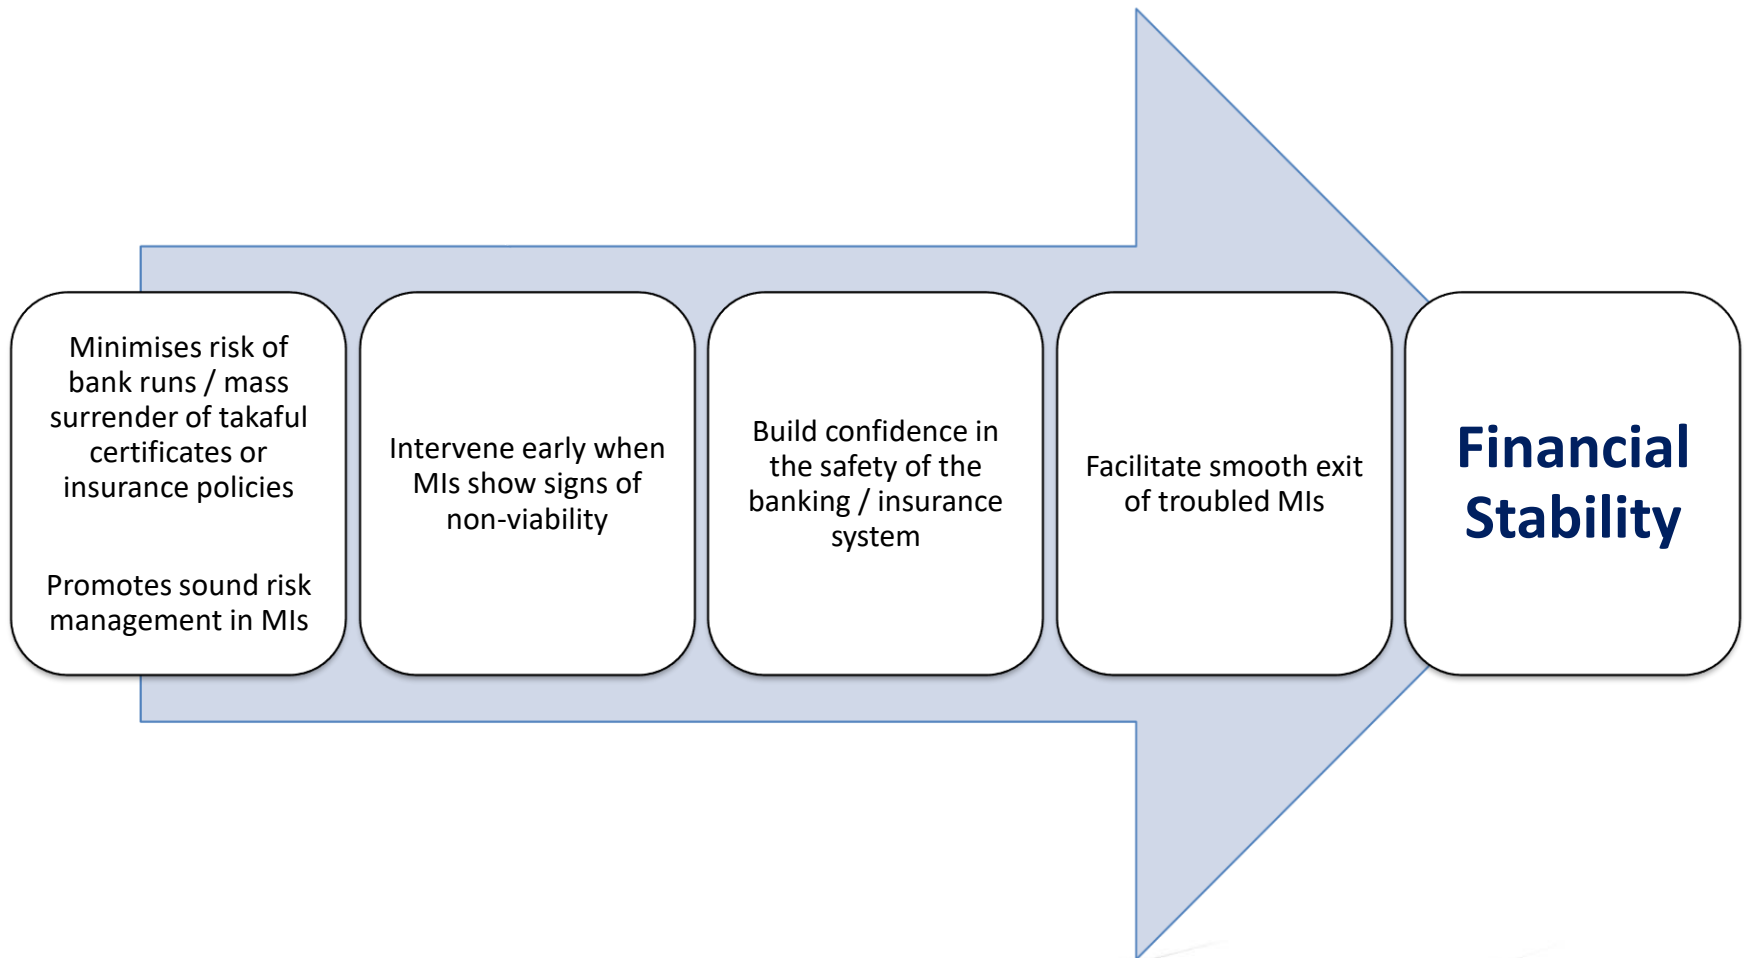 Minimises risk of
bank runs / mass
surrender of takaful
certificates or
insurance policies
Promotes sound risk
management in MIs
Intervene early when
MIs show signs of
non-viability
Build confidence in
the safety of the
banking / insurance
system
Facilitate smooth exit
of troubled MIs
Financial
Stability